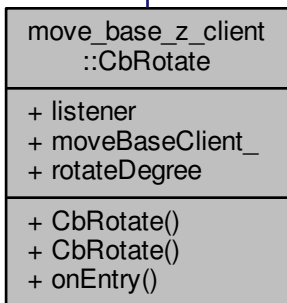 move_base_z_client
::CbRotate
+ listener
+ moveBaseClient_
+ rotateDegree
+ CbRotate()
+ CbRotate()
+ onEntry()